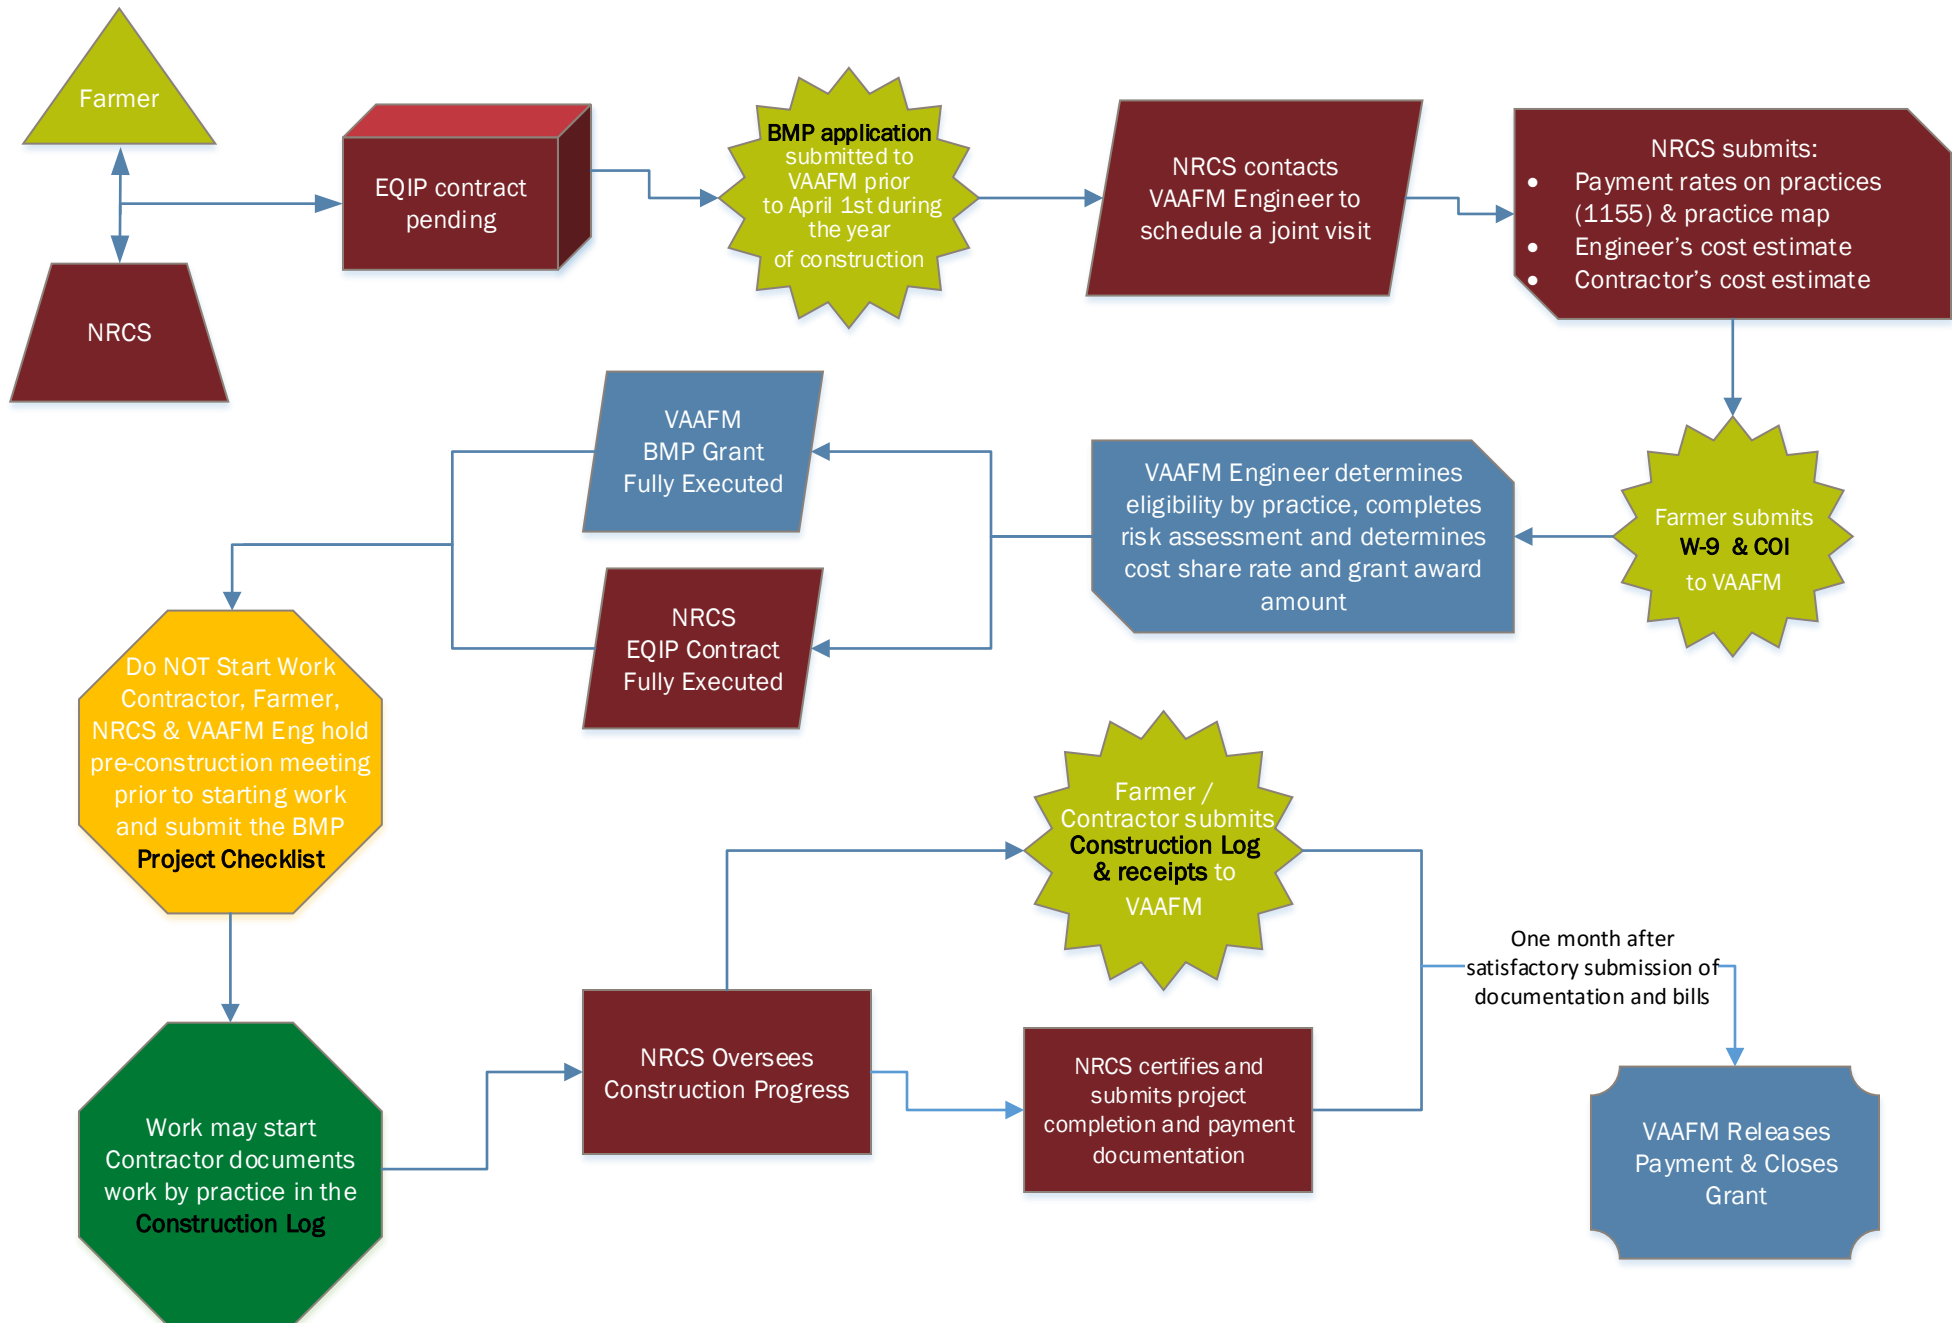 Farmer
NRCS
EQIP contract
pending
BMP application
submitted to
VAAFM prior
to April 1st during
the year
of construction
NRCS contacts
VAAFM Engineer to
schedule a joint visit
NRCS submits:
• Payment rates on practices
(1155) & practice map
• Engineer’s cost estimate
• Contractor’s cost estimate
Farmer submits
W-9 & COI
to VAAFM
VAAFM Engineer determines
eligibility by practice, completes
risk assessment and determines
cost share rate and grant award
amount
VAAFM
BMP Grant
Fully Executed
NRCS
EQIP Contract
Fully Executed
Do NOT Start Work
Contractor, Farmer,
NRCS & VAAFM Eng hold
pre-construction meeting
prior to starting work
and submit the BMP
Project Checklist
Work may start
Contractor documents
work by practice in the
Construction Log
NRCS Oversees
Construction Progress
Farmer /
Contractor submits
Construction Log
& receipts to
VAAFM
NRCS certifies and
submits project
completion and payment
documentation
One month after
satisfactory submission of
documentation and bills
VAAFM Releases
Payment & Closes
Grant